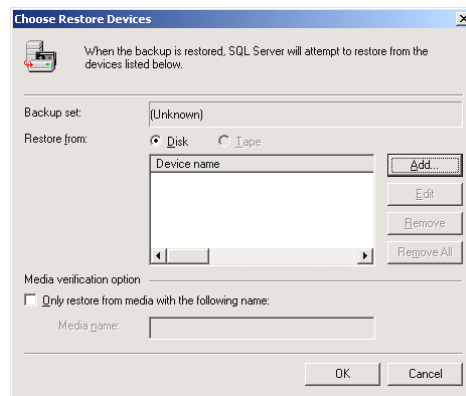 Choose Restore Devices
When the backup is restored, SQL Server will attempt to restore from the
devices listed below.
Backup set:
(Unknown)
Restore from:
Disk
Tape
Device name
Add...
Edit
Remove
Remove All
Media verification option
Only restore from media with the following name:
Media name:
OK
Cancel